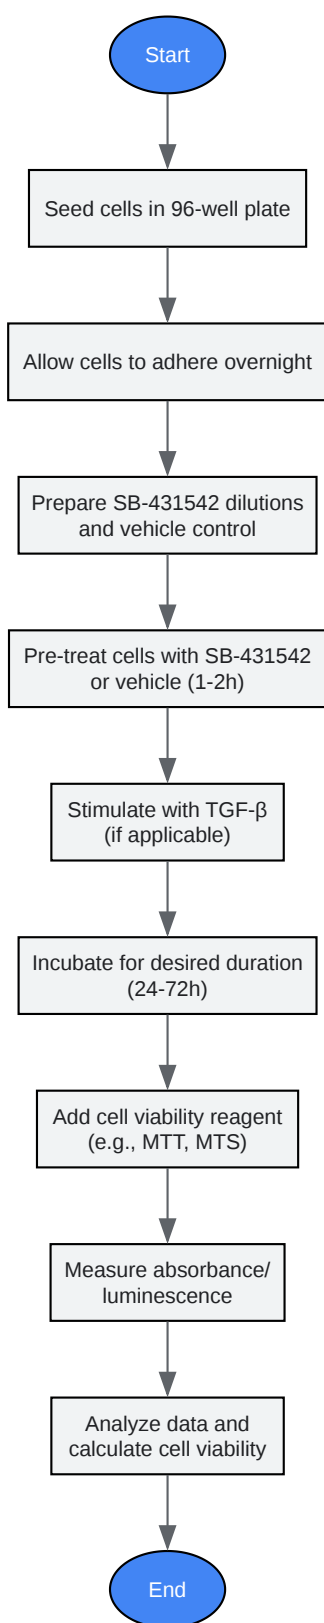 Start
Seed cells in 96-well plate
Allow cells to adhere overnight
Prepare SB-431542 dilutions
and vehicle control
Pre-treat cells with SB-431542
or vehicle (1-2h)
Stimulate with TGF-β
(if applicable)
Incubate for desired duration
(24-72h)
Add cell viability reagent
(e.g., MTT, MTS)
Measure absorbance/
luminescence
Analyze data and
calculate cell viability
End